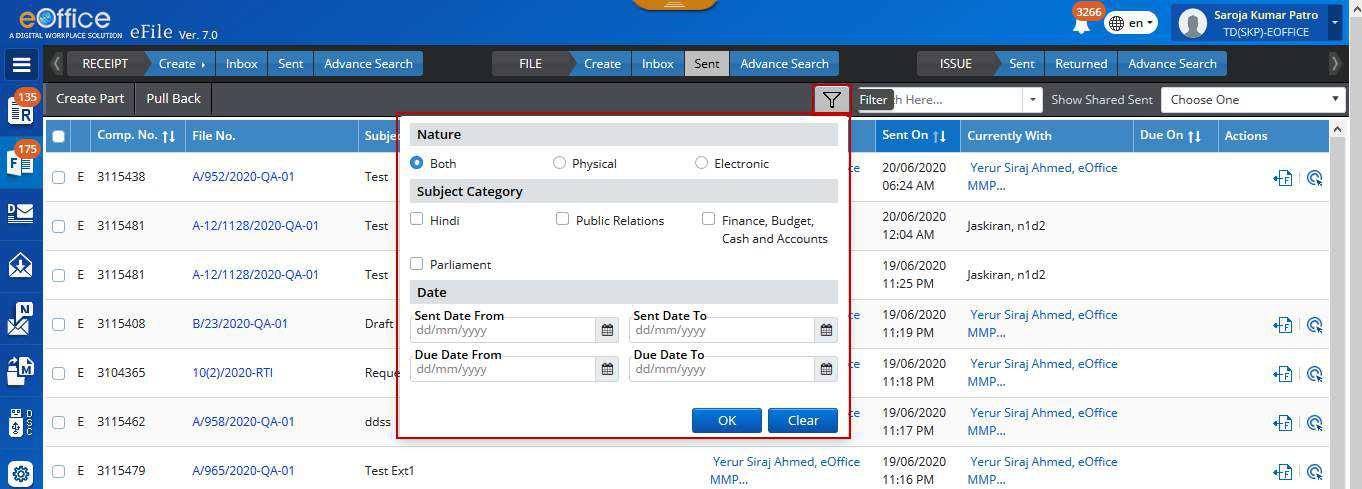 eOffice
A DIGITAL WORKPLACE SOLUTION
eFile Ver. 7.0
3266
en
Saroja Kumar Patro
TD(SKP)-EOFFICE
RECEIPT Create Inbox Sent Advance Search
FILE Create Inbox Sent Advance Search
ISSUE Sent Returned Advance Search
135
R
Create Part Pull Back
Filter
h Here...
Show Shared Sent Choose One
Comp. No. File No. Subje
Sent On Currently With Due On Actions
Nature
Both Physical Electronic
Subject Category
Hindi Public Relations Finance, Budget,
Cash and Accounts
Parliament
Date
Sent Date From Sent Date To
dd/mm/yyyy dd/mm/yyyy
Due Date From Due Date To
dd/mm/yyyy dd/mm/yyyy
OK Clear
175
F
D
N
M
DSC
E 3115438 A/952/2020-QA-01 Test ce 20/06/2020 Yerur Siraj Ahmed, eOffice
06:24 AM MMP...
E 3115481 A-12/1128/2020-QA-01 Test 20/06/2020
12:04 AM Jaskiran, n1d2
E 3115481 A-12/1128/2020-QA-01 Test 19/06/2020
11:25 PM Jaskiran, n1d2
E 3115408 B/23/2020-QA-01 Draft ce 19/06/2020 Yerur Siraj Ahmed, eOffice
11:19 PM MMP...
E 3104365 10(2)/2020-RTI Reque ce 19/06/2020 Yerur Siraj Ahmed, eOffice
11:18 PM MMP...
E 3115462 A/958/2020-QA-01 ddss ce 19/06/2020 Yerur Siraj Ahmed, eOffice
11:17 PM MMP...
E 3115479 A/965/2020-QA-01 Test Ext1 Yerur Siraj Ahmed, eOffice 19/06/2020 Yerur Siraj Ahmed, eOffice
MMP... 11:16 PM MMP...